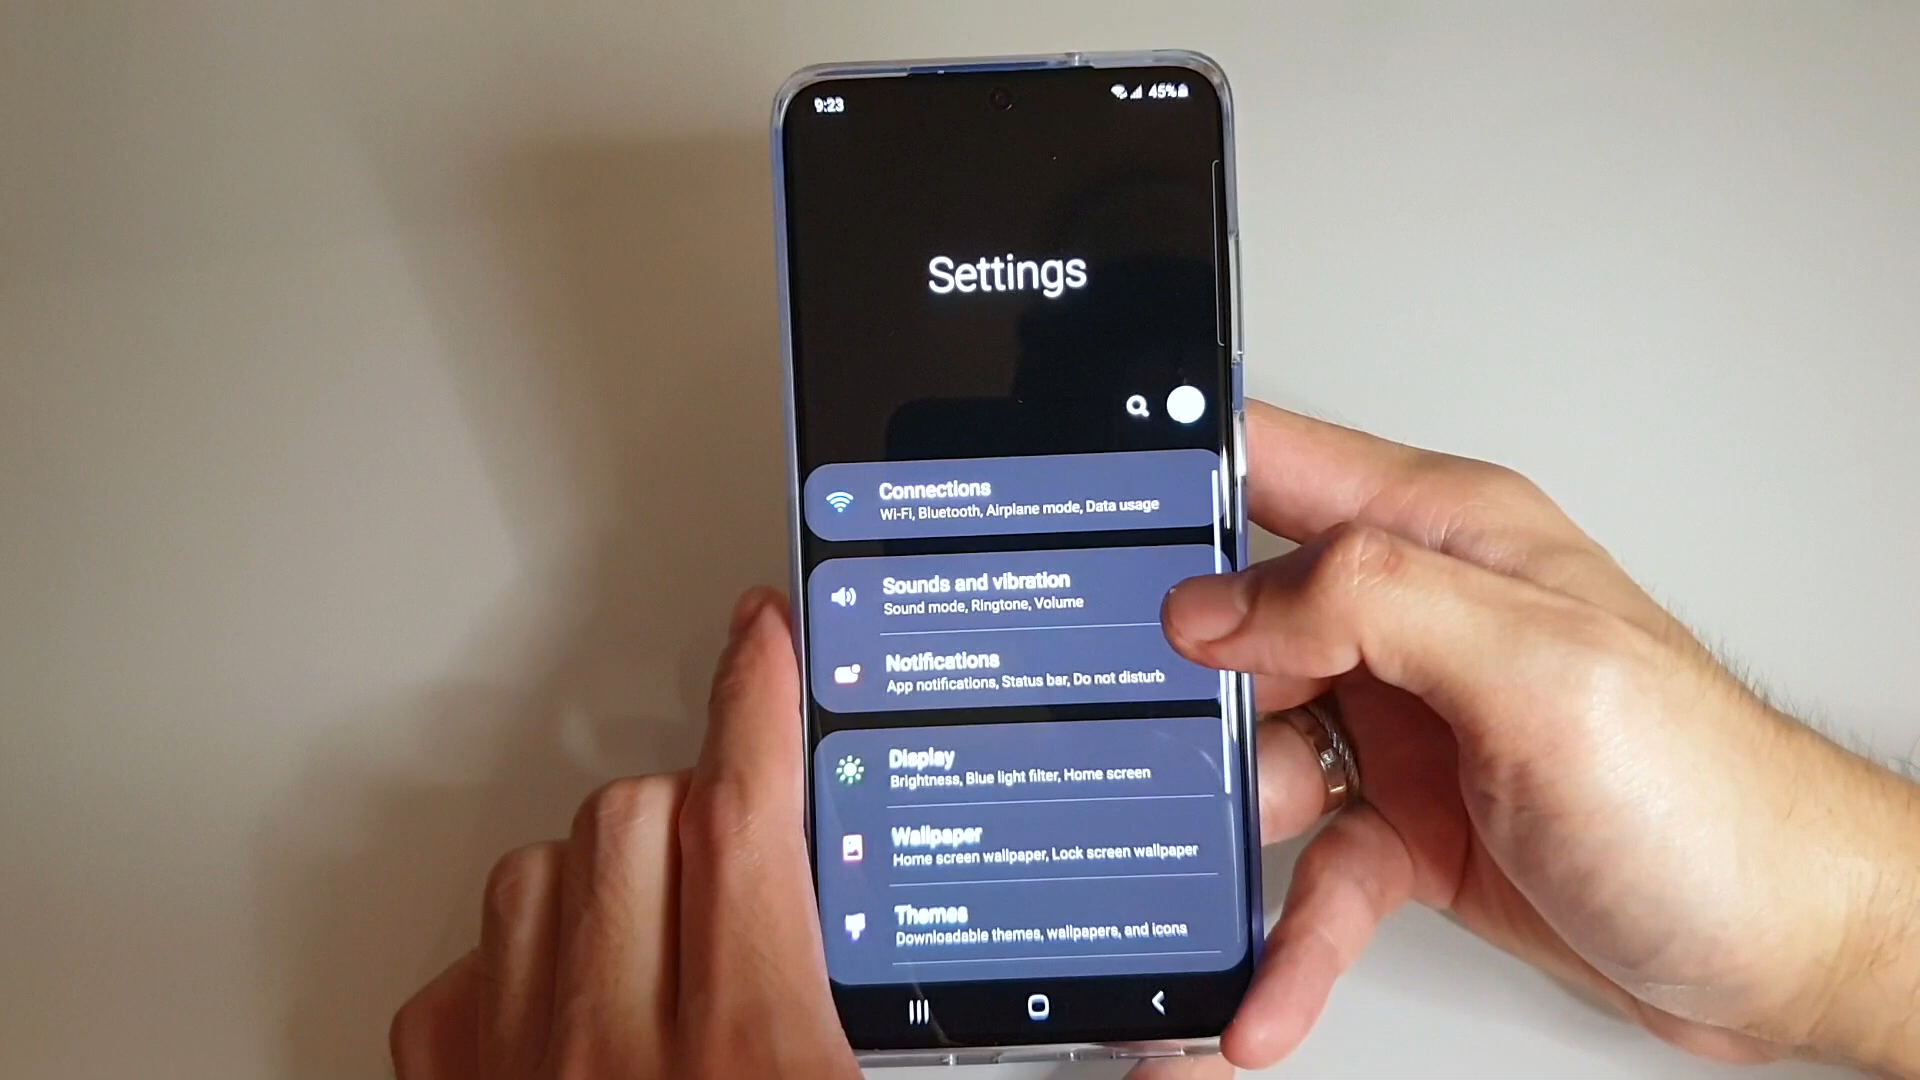 9:23
45%
Settings
Connections
Wi-Fi, Bluetooth, Airplane mode, Data usage
Sounds and vibration
Sound mode, Ringtone, Volume
Notifications
App notifications, Status bar, Do not disturb
Display
Brightness, Blue light filter, Home screen
Wallpaper
Home screen wallpaper, Lock screen wallpaper
Themes
Downloadable themes, wallpapers, and icons